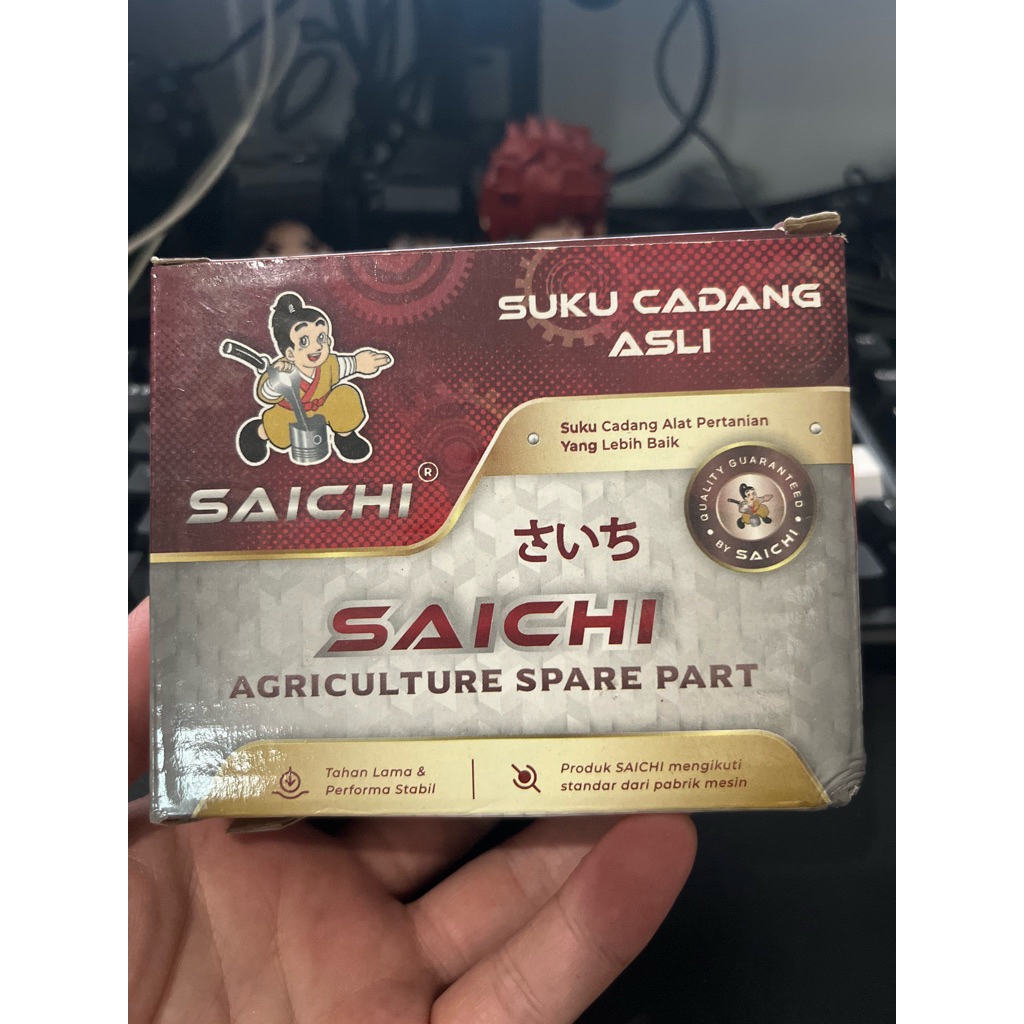 SUKU CADANG
ASLI
Suku Cadang Alat Pertanian
Yang Lebih Baik
SAICHI®
QUALITY GUARANTEED
BY SAICHI
さいち
SAICHI
AGRICULTURE SPARE PART
Tahan Lama &
Performa Stabil
Produk SAICHI mengikuti
standar dari pabrik mesin